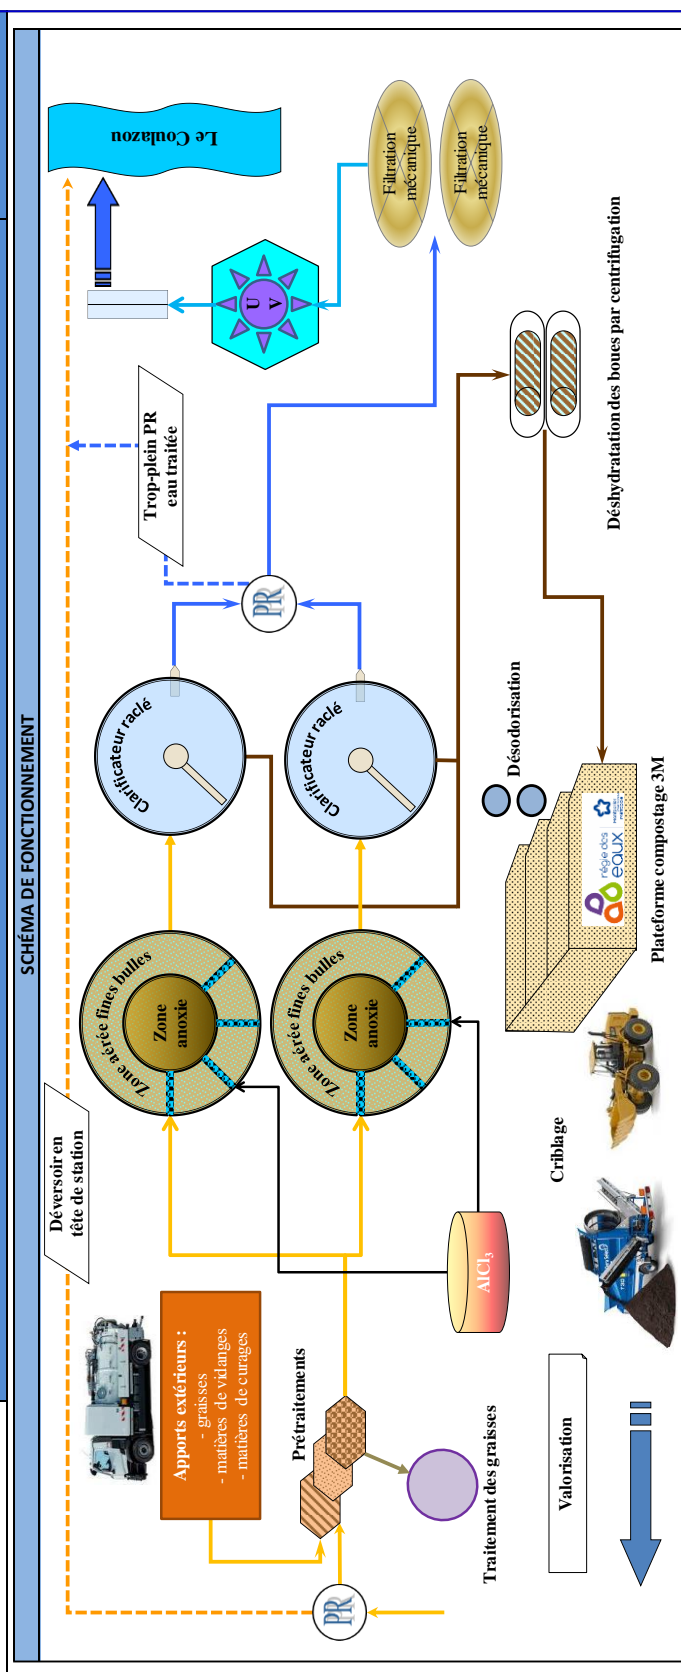 SCHÉMA DE FONCTIONNEMENT
Déversoir en
tête de station
Trop-plein PR
eau traitée
Le Coulazou
Apports extérieurs :
- graisses
- matières de vidanges
- matières de curages
PR
Prétraitements
Traitement des graisses
AlCl3
Zone aérée fines bulles
Zone
anoxie
Zone aérée fines bulles
Zone
anoxie
Clarificateur raclé
Clarificateur raclé
PR
U
V
Filtration
mécanique
Filtration
mécanique
Déshydratation des boues par centrifugation
Désodorisation
régie des
eaux
Plateforme compostage 3M
Criblage
Valorisation